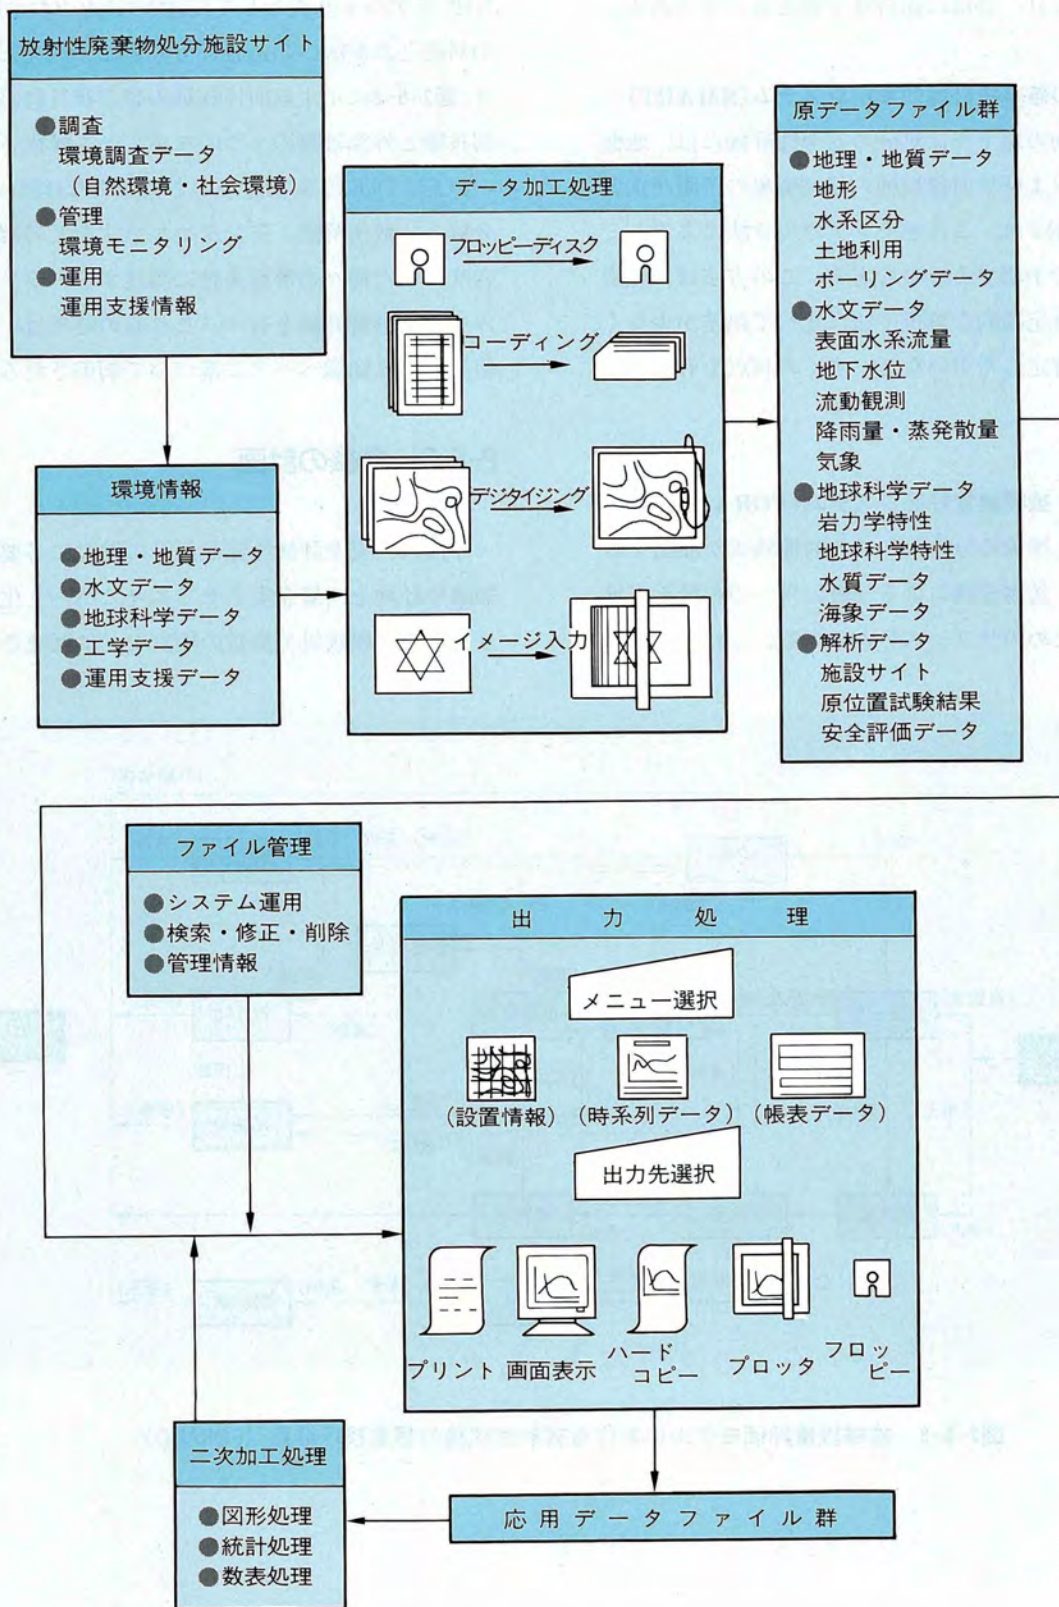 放射性廃棄物処分施設サイト
●調査
環境調査データ
(自然環境・社会環境)
●管理
環境モニタリング
●運用
運用支援情報
環境情報
●地理・地質データ
●水文データ
●地球科学データ
●工学データ
●運用支援データ
データ加工処理
フロッピーディスク
コーディング
デジタイジング
イメージ入力
原データファイル群
●地理・地質データ
地形
水系区分
土地利用
ボーリングデータ
●水文データ
表面水系流量
地下水位
流動観測
降雨量・蒸発散量
気象
●地球科学データ
岩力学特性
地球科学特性
水質データ
海象データ
●解析データ
施設サイト
原位置試験結果
安全評価データ
ファイル管理
●システム運用
●検索・修正・削除
●管理情報
出力処理
メニュー選択
(設置情報) (時系列データ) (帳表データ)
出力先選択
プリント
画面表示
ハード
コピー
プロッタ
フロッ
ピー
応用データファイル群
二次加工処理
●図形処理
●統計処理
●数表処理